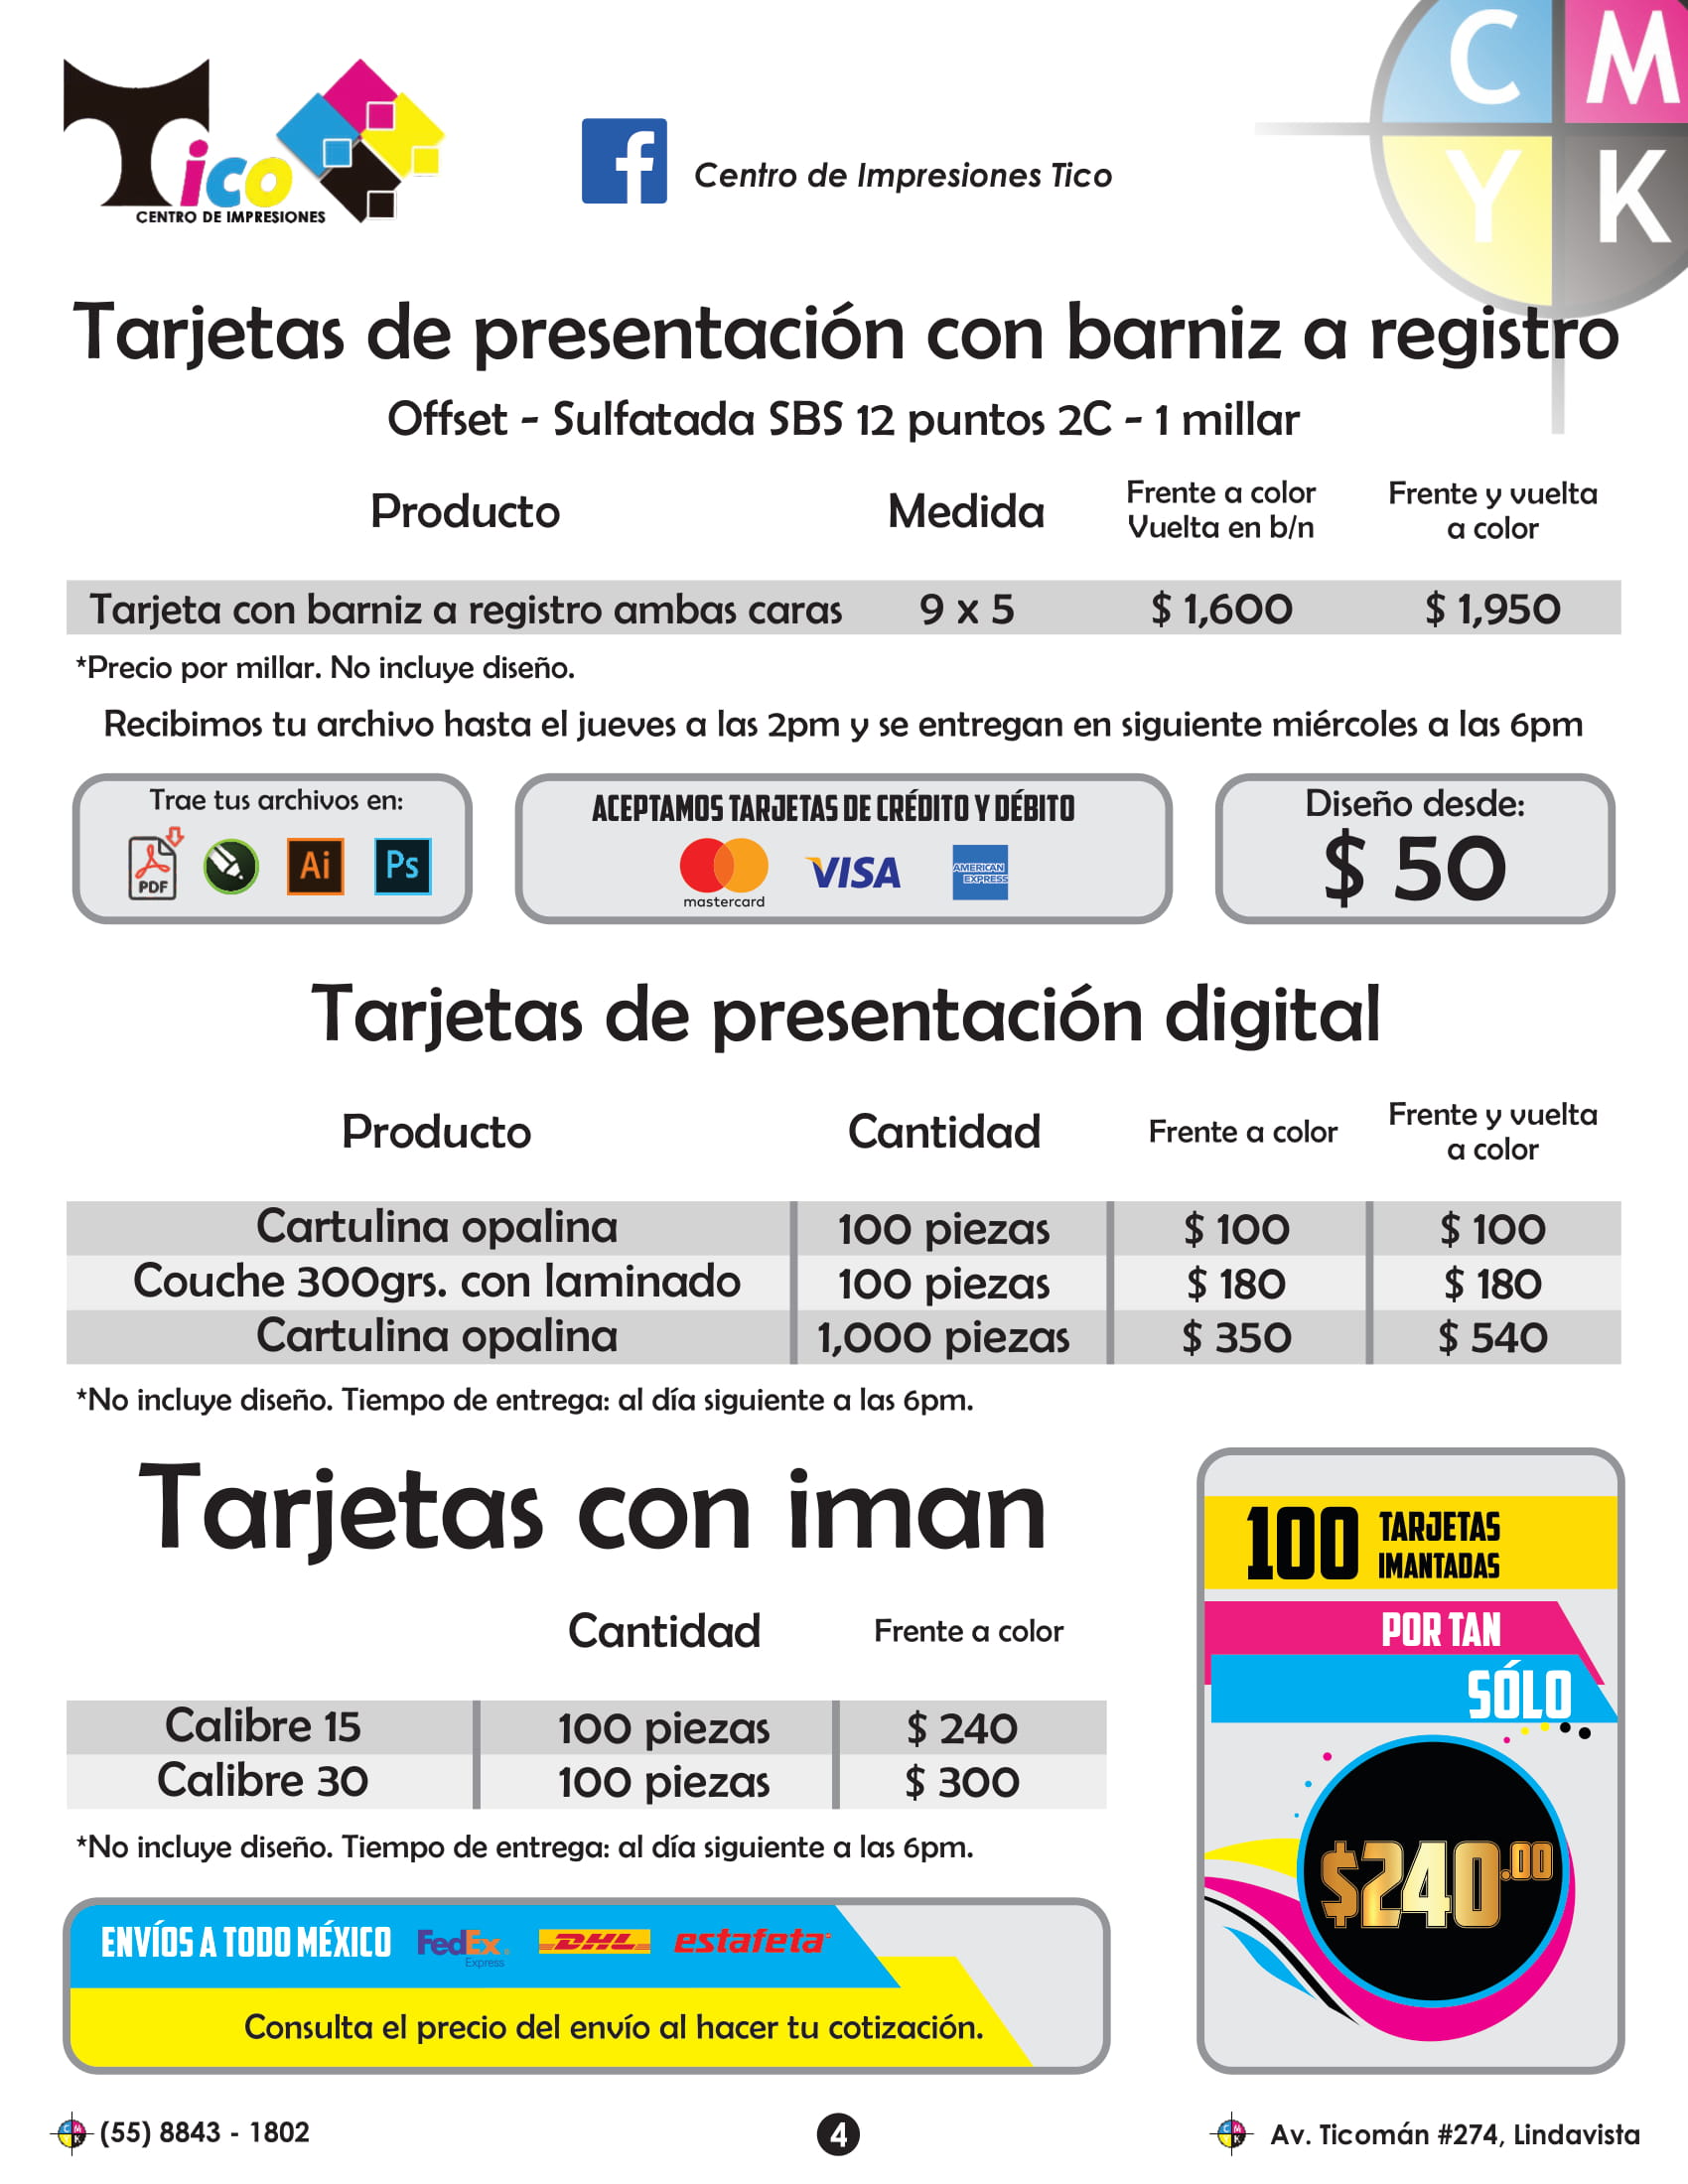 Tico
CENTRO DE IMPRESIONES
Centro de Impresiones Tico
C M
Y K
Tarjetas de presentación con barniz a registro
Offset - Sulfatada SBS 12 puntos 2C - 1 millar
Producto Medida Frente a color Vuelta en b/n Frente y vuelta a color
Tarjeta con barniz a registro ambas caras 9 x 5 $ 1,600 $ 1,950
*Precio por millar. No incluye diseño.
Recibimos tu archivo hasta el jueves a las 2pm y se entregan en siguiente miércoles a las 6pm
Trae tus archivos en:
PDF Ai Ps
ACEPTAMOS TARJETAS DE CRÉDITO Y DÉBITO
mastercard VISA AMERICAN EXPRESS
Diseño desde:
$ 50
Tarjetas de presentación digital
Producto Cantidad Frente a color Frente y vuelta a color
Cartulina opalina 100 piezas $ 100 $ 100
Couche 300grs. con laminado 100 piezas $ 180 $ 180
Cartulina opalina 1,000 piezas $ 350 $ 540
*No incluye diseño. Tiempo de entrega: al día siguiente a las 6pm.
Tarjetas con iman
Cantidad Frente a color
Calibre 15 100 piezas $ 240
Calibre 30 100 piezas $ 300
*No incluye diseño. Tiempo de entrega: al día siguiente a las 6pm.
100 TARJETAS IMANTADAS
POR TAN
SÓLO
$240.00
ENVÍOS A TODO MÉXICO FedEx Express DHL estafeta
Consulta el precio del envío al hacer tu cotización.
(55) 8843 - 1802
4
Av. Ticomán #274, Lindavista